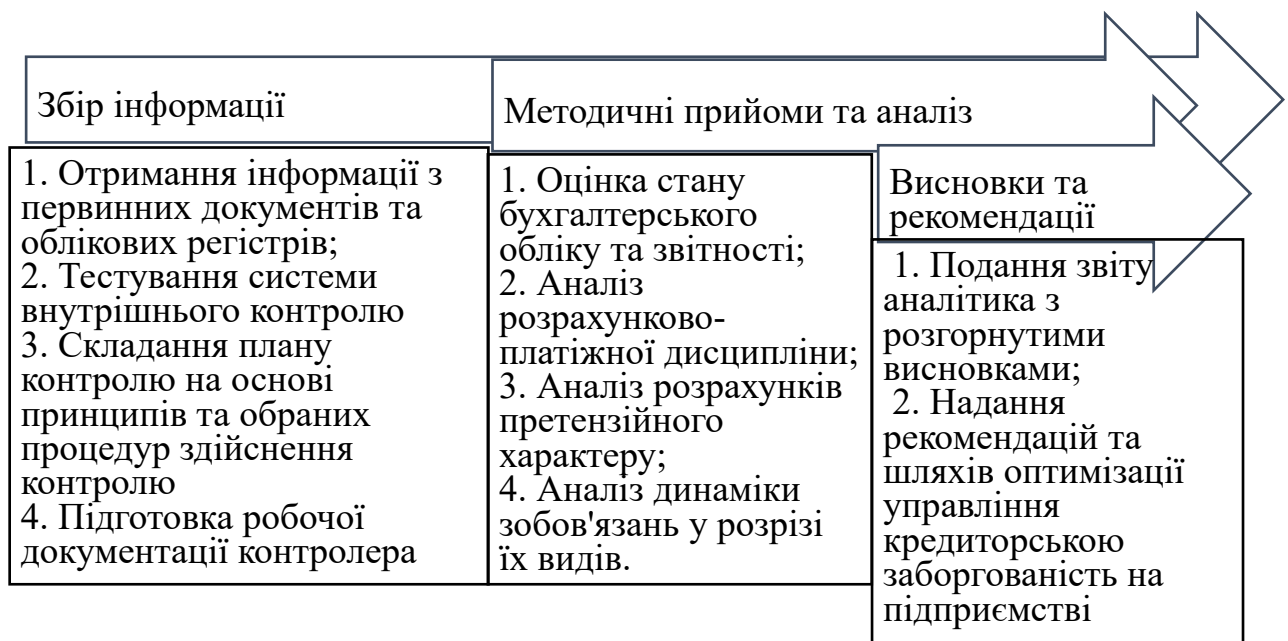 Збір інформації
1. Отримання інформації з
первинних документів та
облікових регістрів;
2. Тестування системи
внутрішнього контролю
3. Складання плану
контролю на основі
принципів та обраних
процедур здійснення
контролю
4. Підготовка робочої
документації контролера
Методичні прийоми та аналіз
1. Оцінка стану
бухгалтерського
обліку та звітності;
2. Аналіз
розрахунково-
платіжної дисципліни;
3. Аналіз розрахунків
претензійного
характеру;
4. Аналіз динаміки
зобов'язань у розрізі
їх видів.
Висновки та
рекомендації
1. Подання звіту
аналітика з
розгорнутими
висновками;
2. Надання
рекомендацій та
шляхів оптимізації
управління
кредиторською
заборгованість на
підприємстві